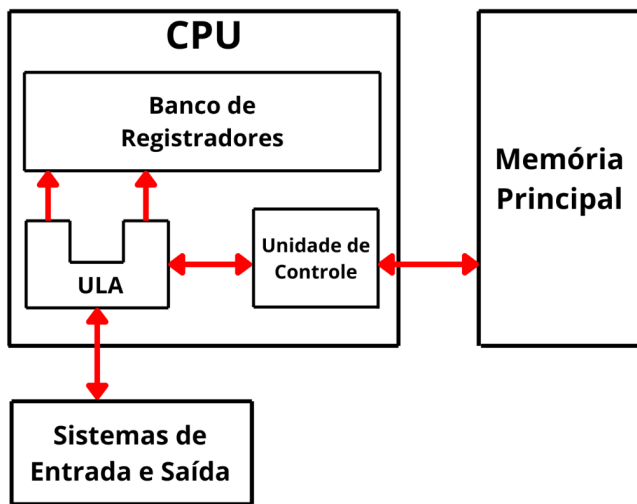 CPU
Banco de
Registradores
ULA
Unidade de
Controle
Memória
Principal
Sistemas de
Entrada e Saída